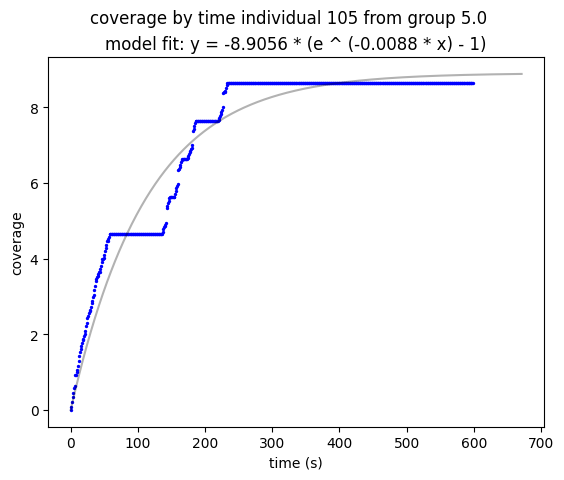 coverage by time individual 105 from group 5.0
model fit: y = -8.9056 * (e ^ (-0.0088 * x) - 1)
8
6
4
2
0
coverage
0 100 200 300 400 500 600 700
time (s)